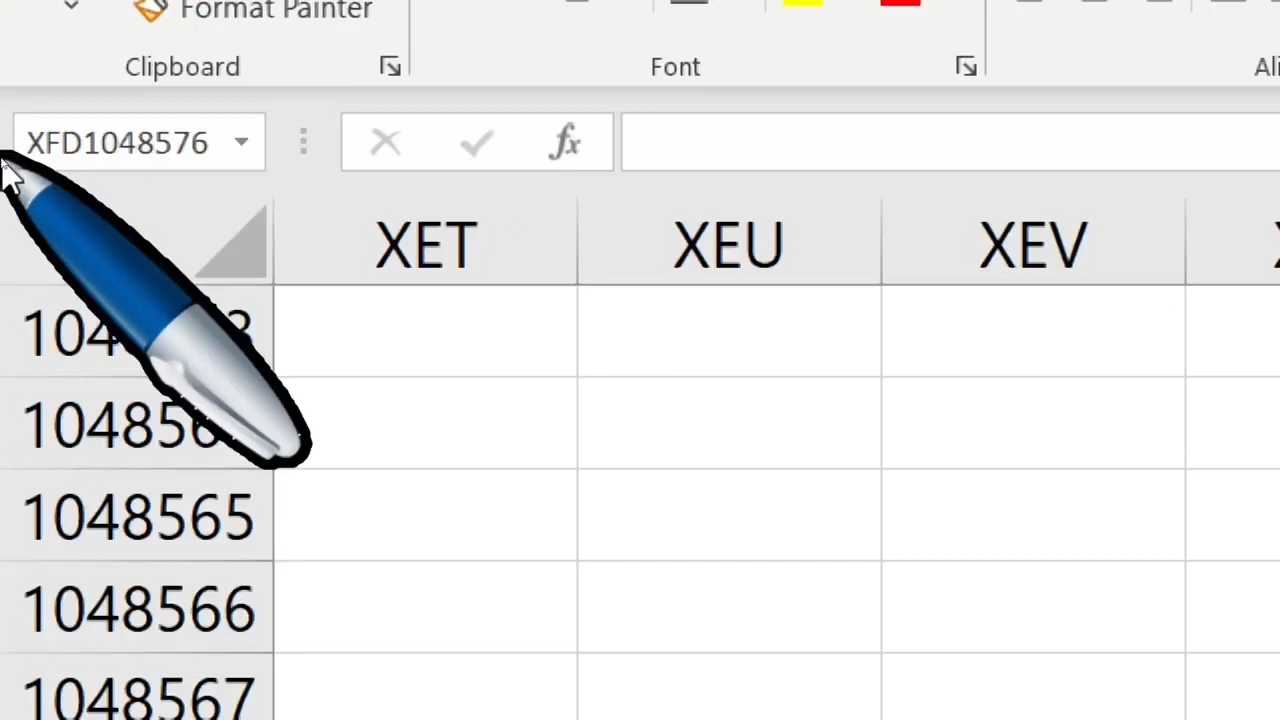 Format Painter
Clipboard
Font
XFD1048576
fx
XET
XEU
XEV
1048565
1048566
1048567